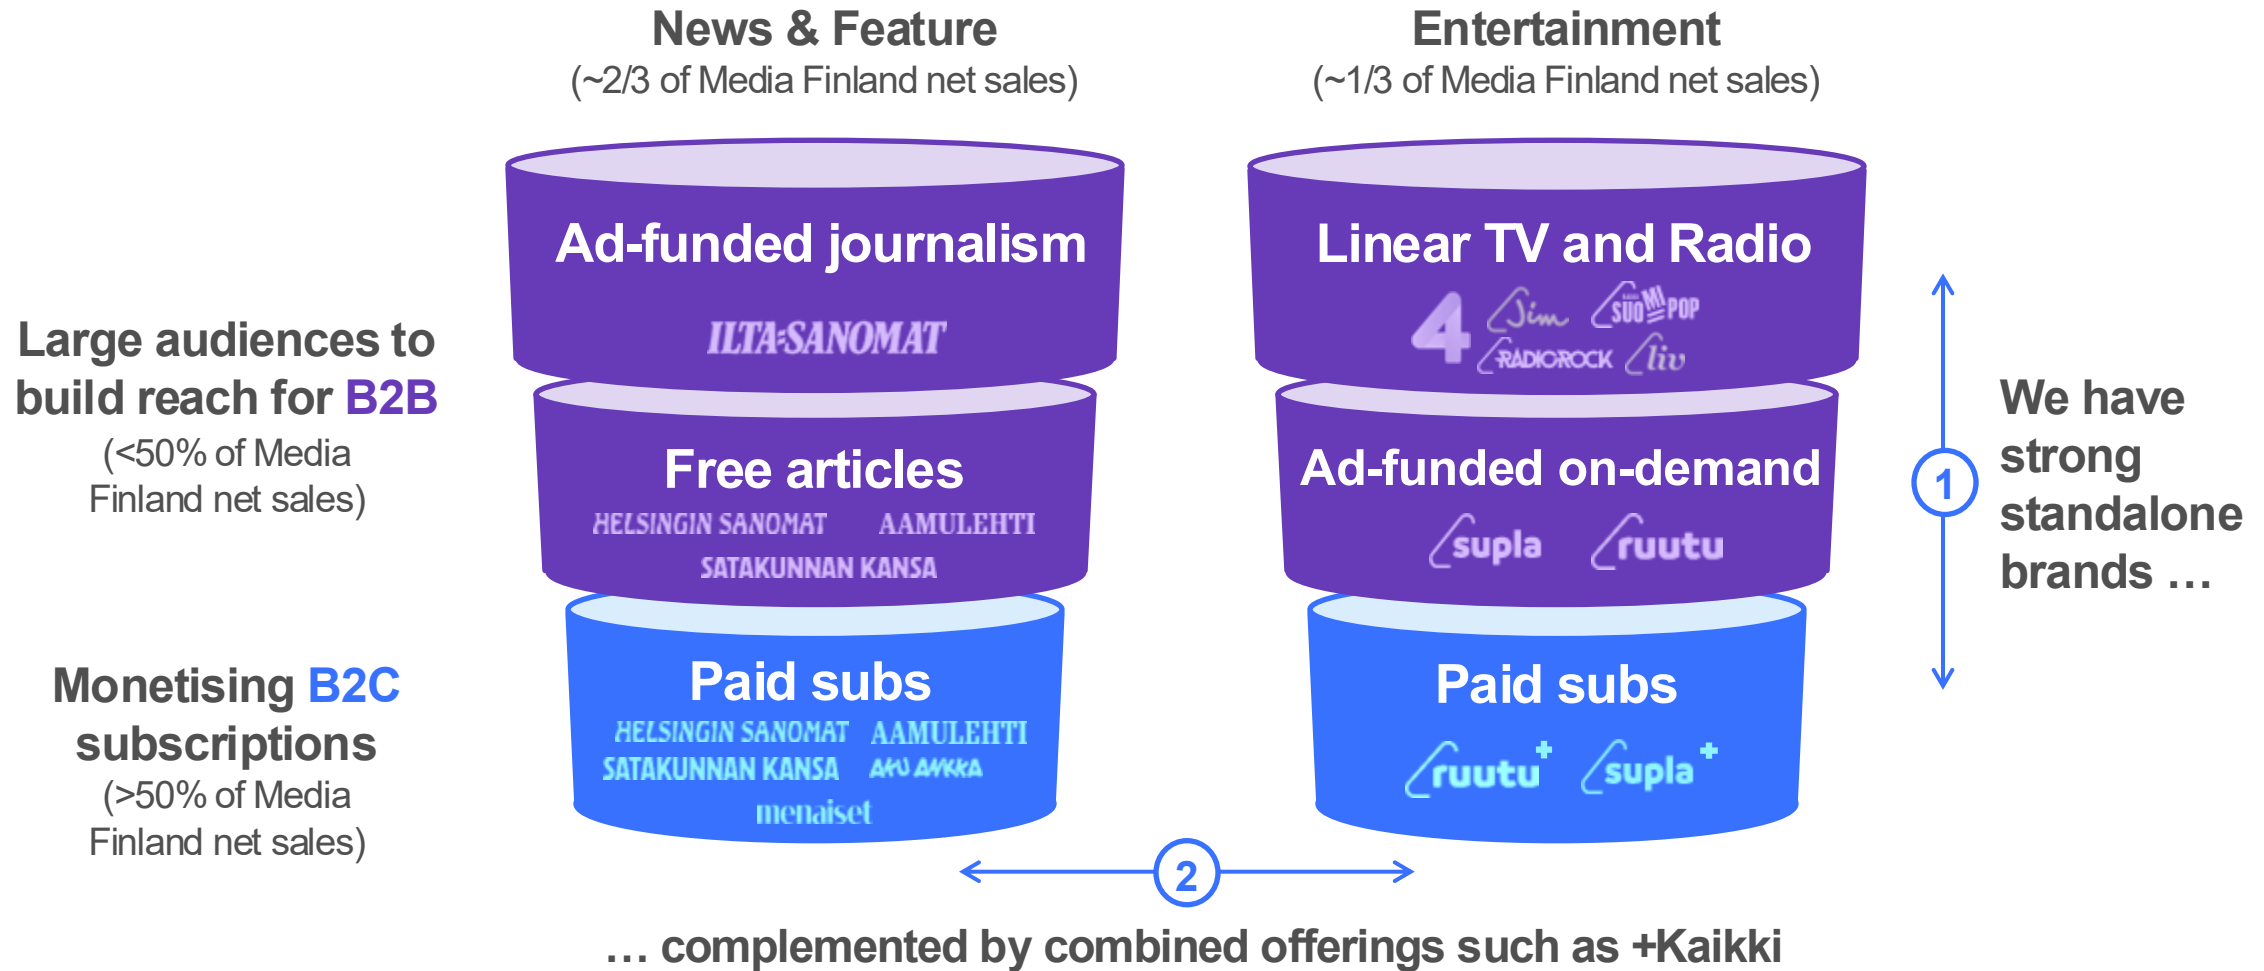 News & Feature
(~2/3 of Media Finland net sales)
Entertainment
(~1/3 of Media Finland net sales)
Large audiences to
build reach for B2B
(<50% of Media
Finland net sales)
Monetising B2C
subscriptions
(>50% of Media
Finland net sales)
Ad-funded journalism
ILTA-SANOMAT
Free articles
HELSINGIN SANOMAT AAMULEHTI
SATAKUNNAN KANSA
Paid subs
HELSINGIN SANOMAT AAMULEHTI
SATAKUNNAN KANSA AKU ANKKA
menaiset
Linear TV and Radio
4 Jim RADIO SUOMIPOP
RADIO ROCK liv
Ad-funded on-demand
supla ruutu
Paid subs
ruutu+ supla+
1
We have
strong
standalone
brands …
2
… complemented by combined offerings such as +Kaikki